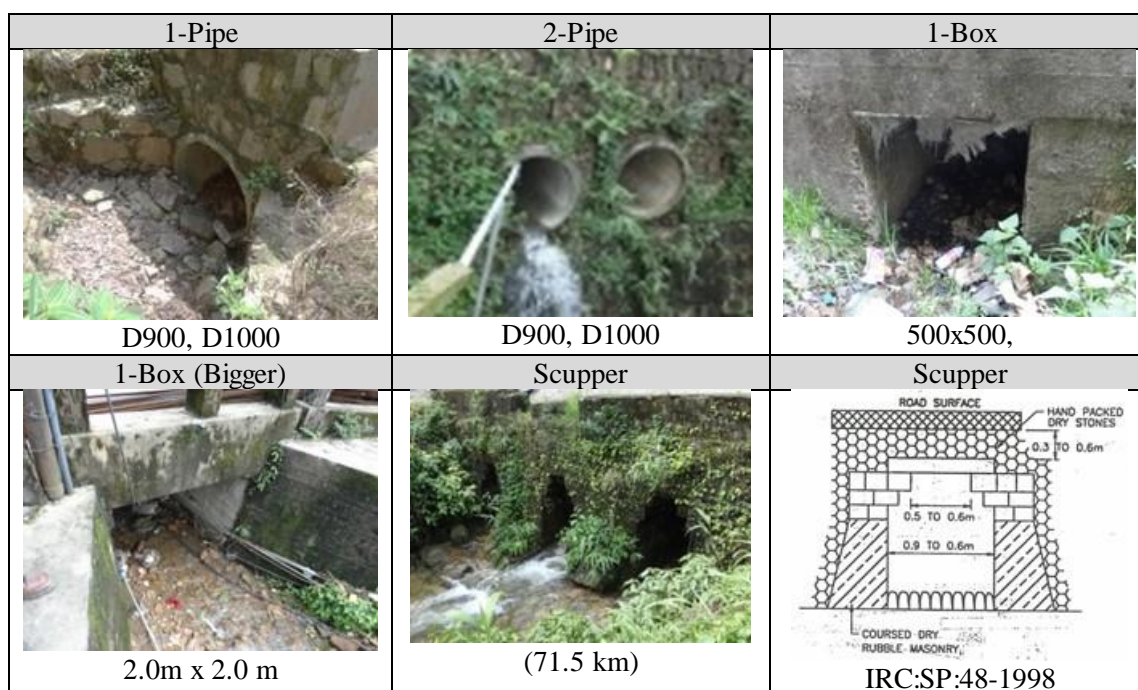 1-Pipe
2-Pipe
1-Box
D900, D1000
D900, D1000
500x500,
1-Box (Bigger)
Scupper
Scupper
2.0m x 2.0 m
(71.5 km)
ROAD SURFACE
HAND PACKED
DRY STONES
0.3 TO 0.6m
0.5 TO 0.6m
0.9 TO 0.6m
COURSED DRY
RUBBLE MASONRY,
IRC:SP:48-1998